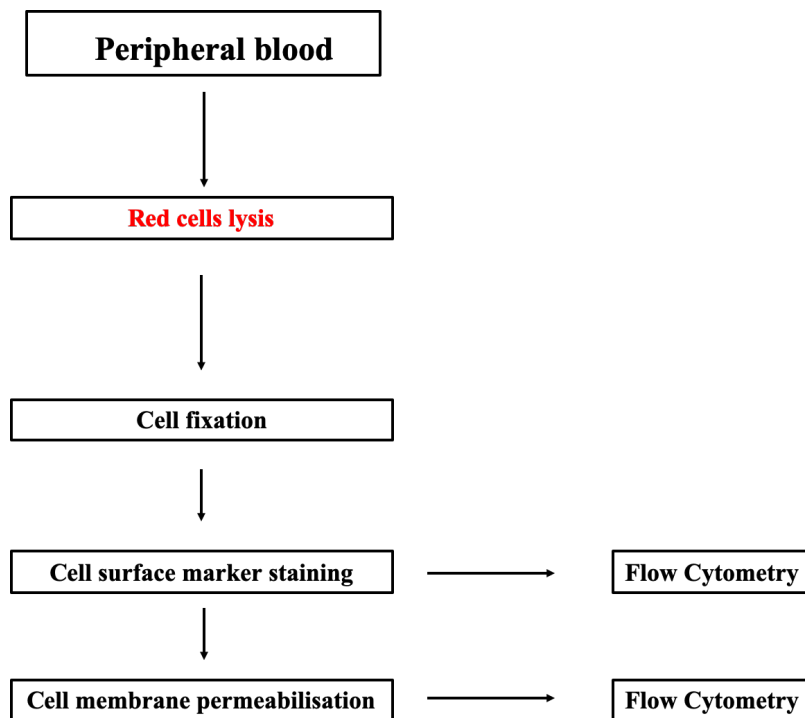 Peripheral blood
Red cells lysis
Cell fixation
Cell surface marker staining
Flow Cytometry
Cell membrane permeabilisation
Flow Cytometry